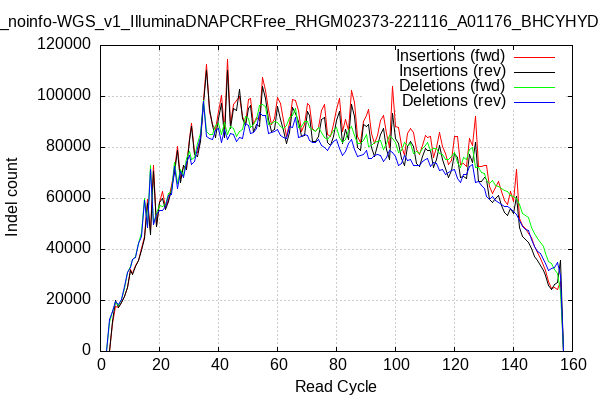 _noinfo-WGS_v1_IlluminaDNAPCRFree_RHGM02373-221116_A01176_BHCYHYD
120000
100000
80000
60000
40000
20000
0
Indel count
Insertions (fwd)
Insertions (rev)
Deletions (fwd)
Deletions (rev)
0 20 40 60 80 100 120 140 160
Read Cycle